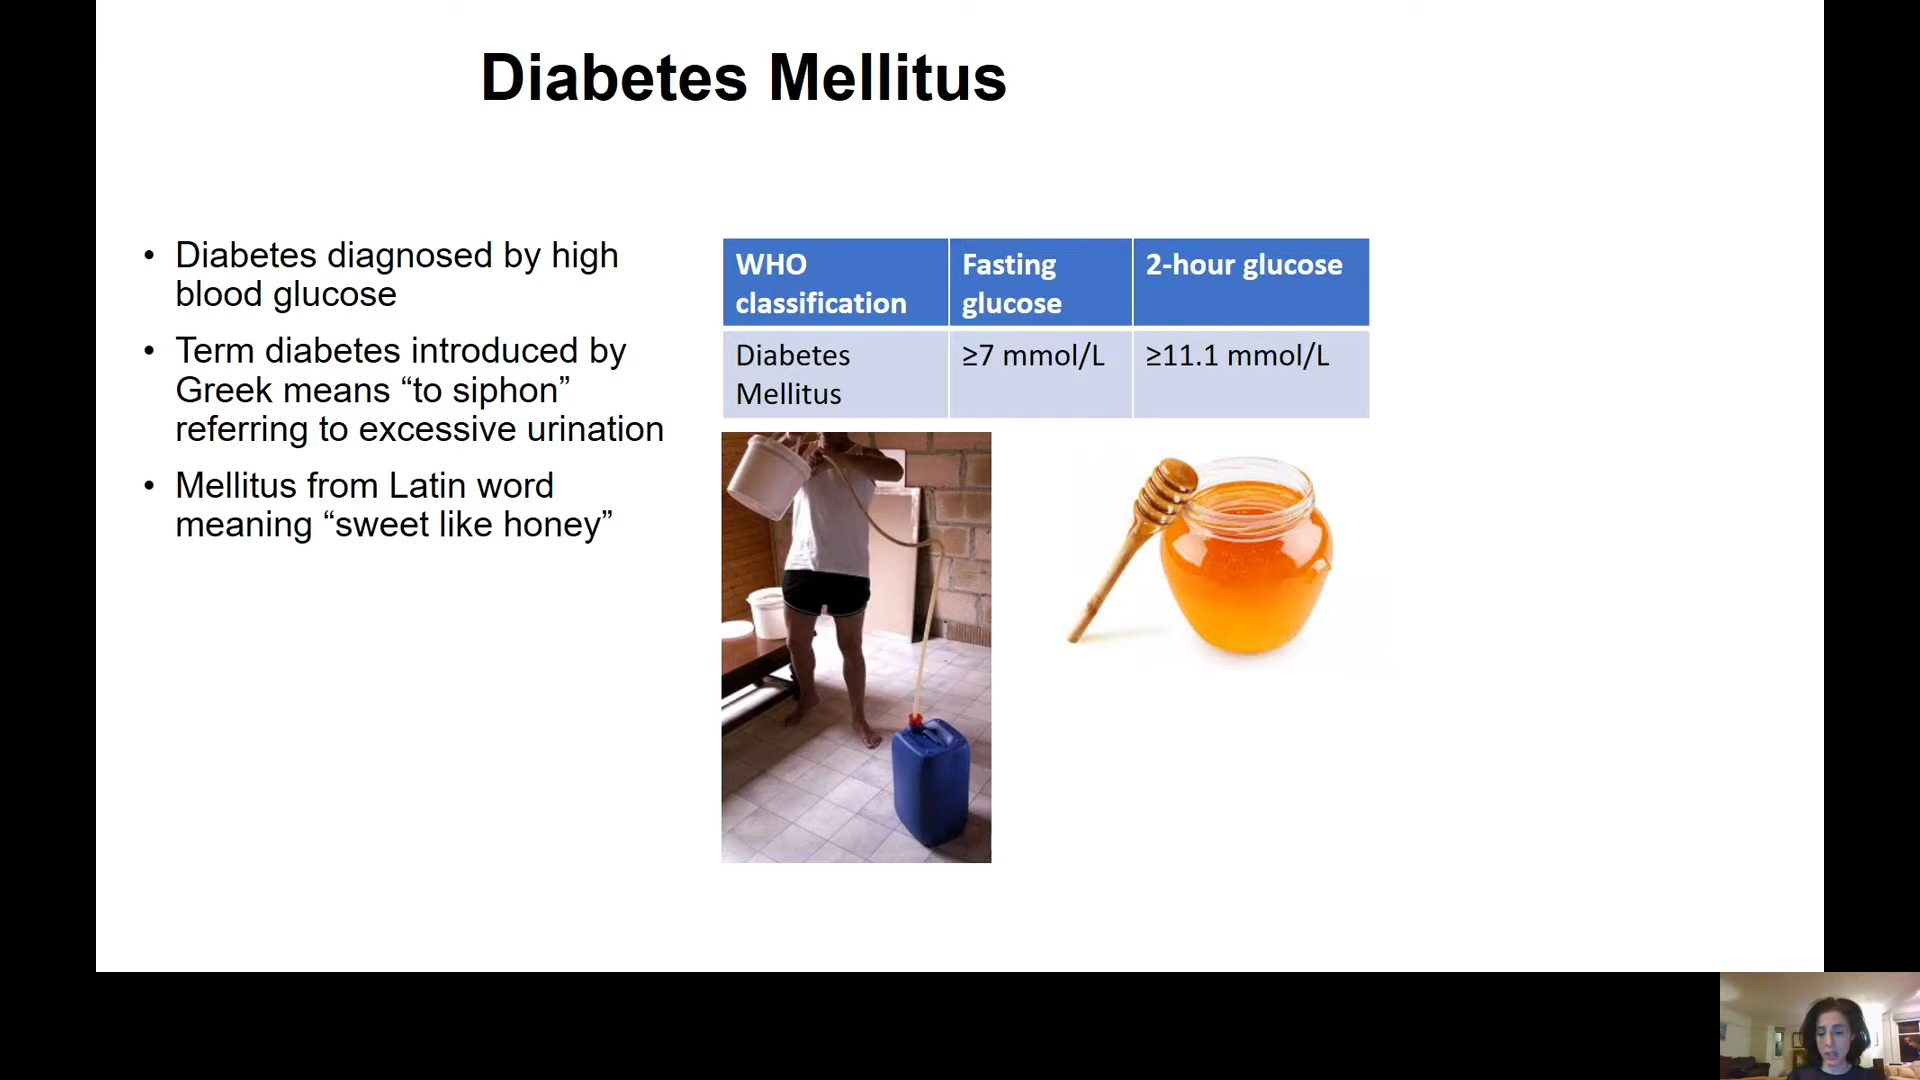 Diabetes Mellitus
• Diabetes diagnosed by high
blood glucose
• Term diabetes introduced by
Greek means “to siphon”
referring to excessive urination
• Mellitus from Latin word
meaning “sweet like honey”
WHO classification	Fasting glucose	2-hour glucose
Diabetes Mellitus	≥7 mmol/L	≥11.1 mmol/L